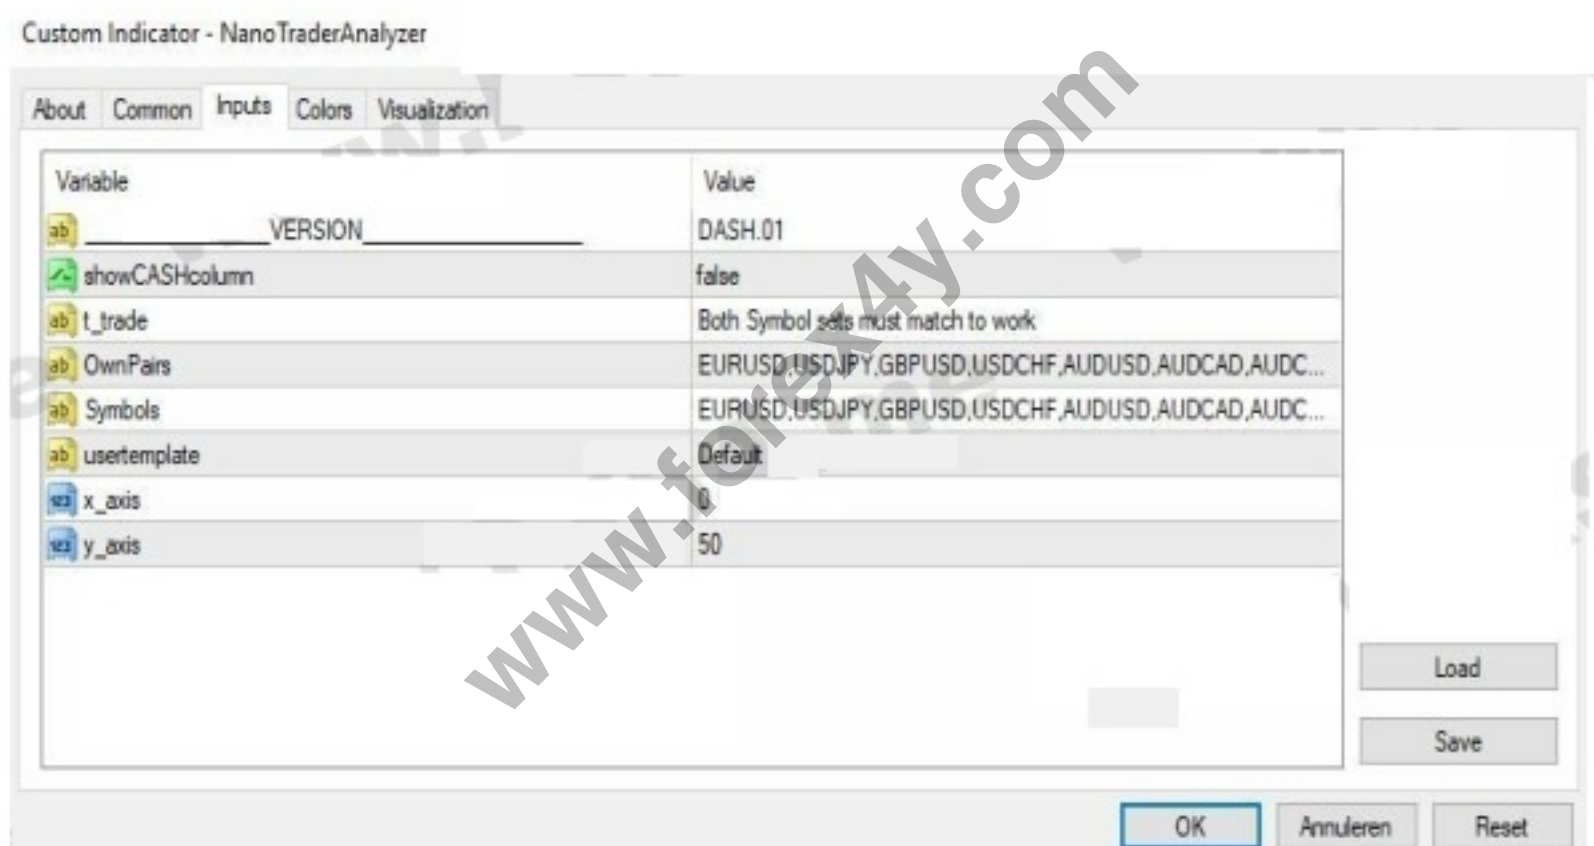 Custom Indicator - NanoTraderAnalyzer
About Common Inputs Colors Visualization
Variable Value
_______________VERSION__________________ DASH.01
showCASHcolumn false
t_trade Both Symbol sets must match to work
OwnPairs EURUSD,USDJPY,GBPUSD,USDCHF,AUDUSD,AUDCAD,AUDC...
Symbols EURUSD,USDJPY,GBPUSD,USDCHF,AUDUSD,AUDCAD,AUDC...
usertemplate Default
x_axis 0
y_axis 50
Load
Save
OK Annuleren Reset
www.forex4y.com